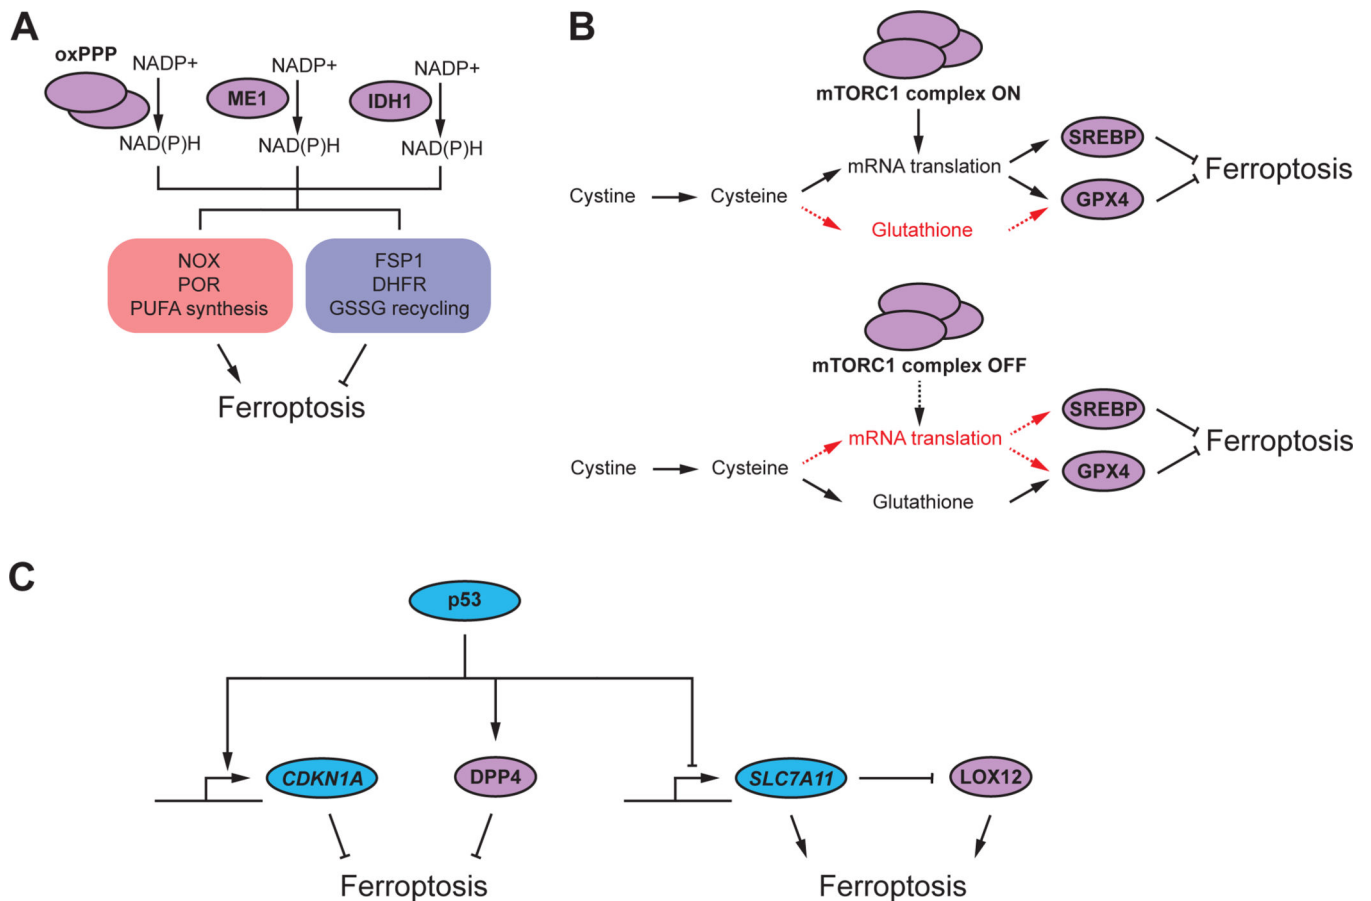 A
oxPPP
NADP+
NADP+
NADP+
ME1
IDH1
NAD(P)H
NAD(P)H
NAD(P)H
NOX
POR
PUFA synthesis
FSP1
DHFR
GSSG recycling
Ferroptosis
B
mTORC1 complex ON
Cystine
Cysteine
mRNA translation
Glutathione
SREBP
GPX4
Ferroptosis
mTORC1 complex OFF
Cystine
Cysteine
mRNA translation
Glutathione
SREBP
GPX4
Ferroptosis
C
p53
CDKN1A
DPP4
SLC7A11
LOX12
Ferroptosis
Ferroptosis